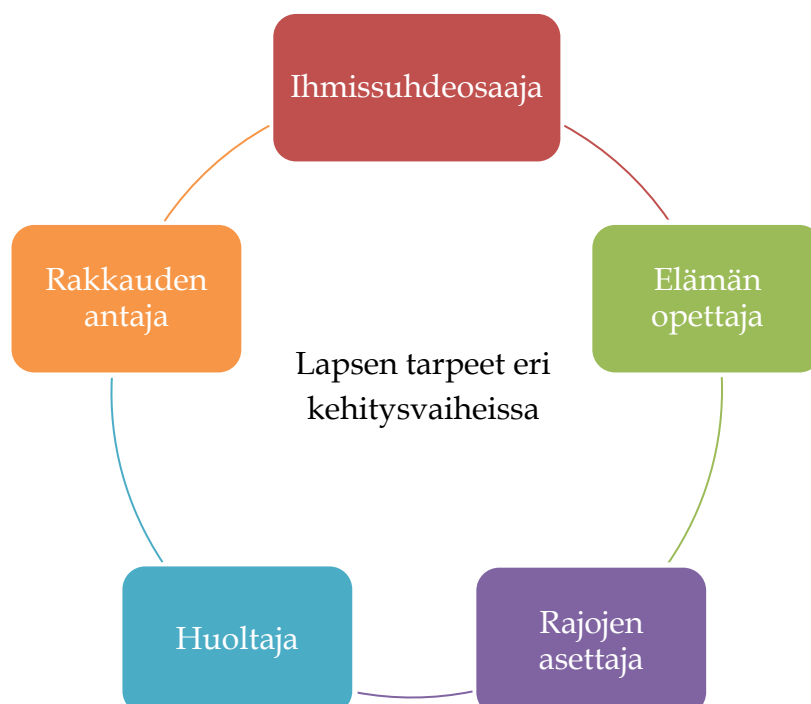 Ihmissuhdeosaaja
Rakkauden
antaja
Elämän
opettaja
Lapsen tarpeet eri
kehitysvaiheissa
Huoltaja
Rajojen
asettaja